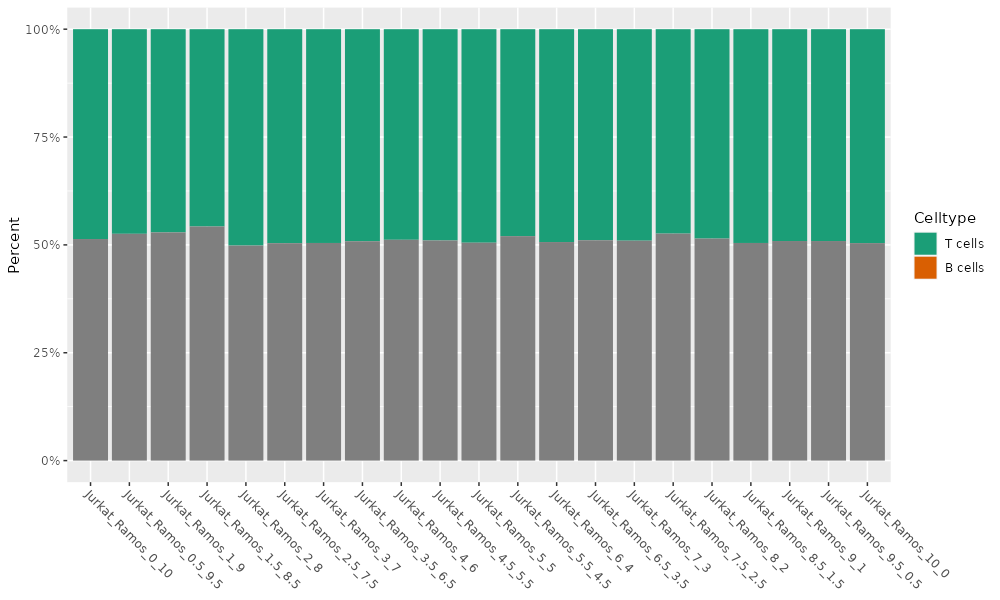 100%
75%
50%
25%
0%
Percent
Jurkat_Ramos_0_10
Jurkat_Ramos_0.5_9.5
Jurkat_Ramos_1_9
Jurkat_Ramos_1.5_8.5
Jurkat_Ramos_2_8
Jurkat_Ramos_2.5_7.5
Jurkat_Ramos_3_7
Jurkat_Ramos_3.5_6.5
Jurkat_Ramos_4_6
Jurkat_Ramos_4.5_5.5
Jurkat_Ramos_5_5
Jurkat_Ramos_5.5_4.5
Jurkat_Ramos_6_4
Jurkat_Ramos_6.5_3.5
Jurkat_Ramos_7_3
Jurkat_Ramos_7.5_2.5
Jurkat_Ramos_8_2
Jurkat_Ramos_8.5_1.5
Jurkat_Ramos_9_1
Jurkat_Ramos_9.5_0.5
Jurkat_Ramos_10_0
Celltype
T cells
B cells